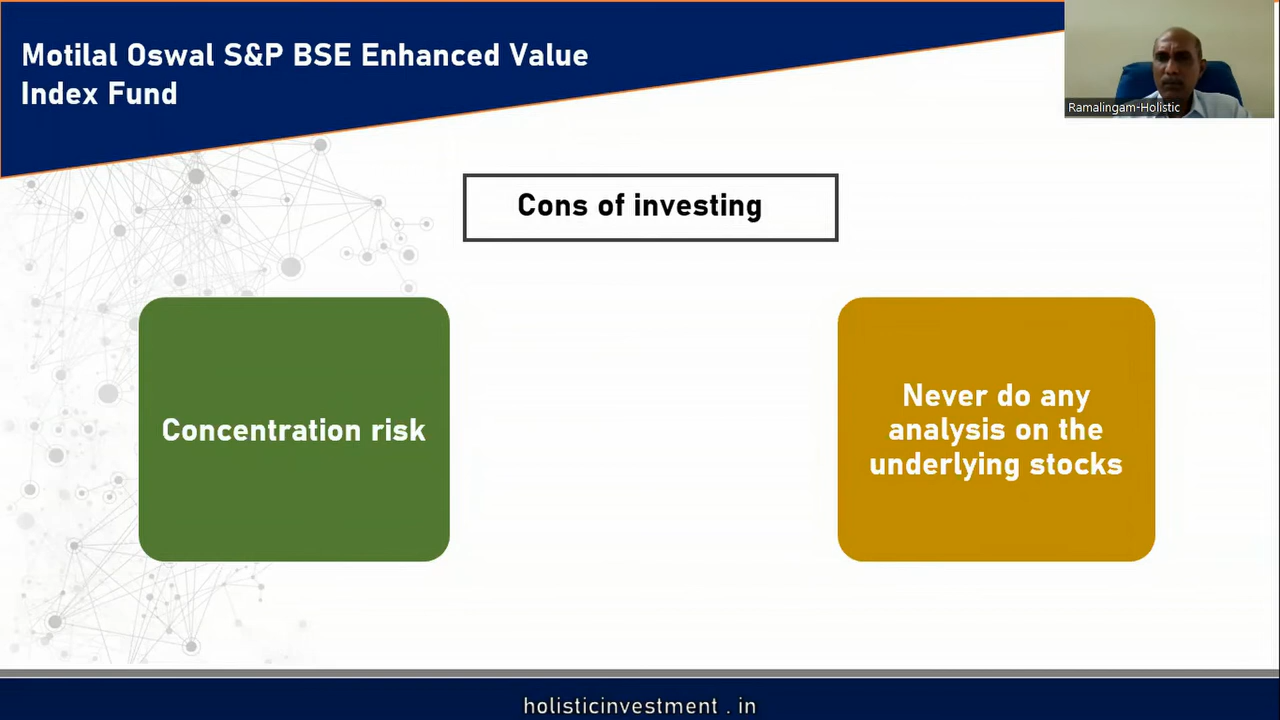 Motilal Oswal S&P BSE Enhanced Value
Index Fund
Ramalingam-Holistic
Cons of investing
Concentration risk
Never do any
analysis on the
underlying stocks
holisticinvestment . in